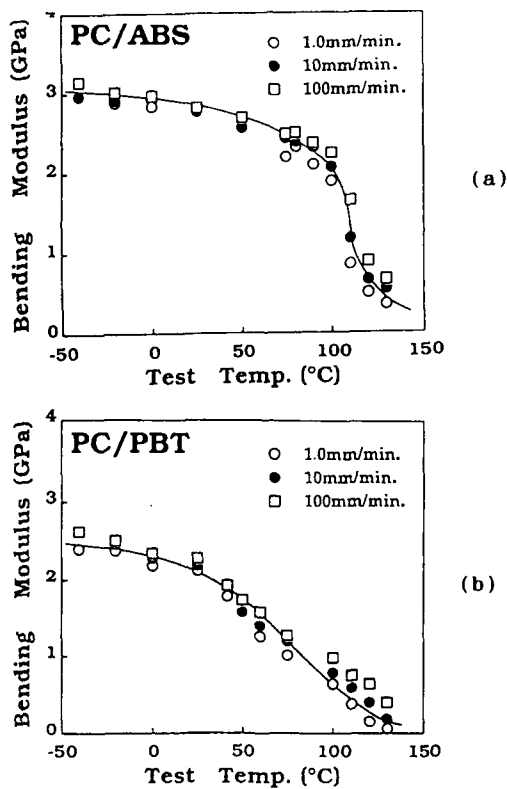 4
PC/ABS
1.0mm/min.
10mm/min.
100mm/min.
3
2
1
0
Bending Modulus (GPa)
(a)
-50 0 50 100 150
Test Temp. (°C)
4
PC/PBT
1.0mm/min.
10mm/min.
100mm/min.
3
2
1
0
Bending Modulus (GPa)
(b)
-50 0 50 100 150
Test Temp. (°C)